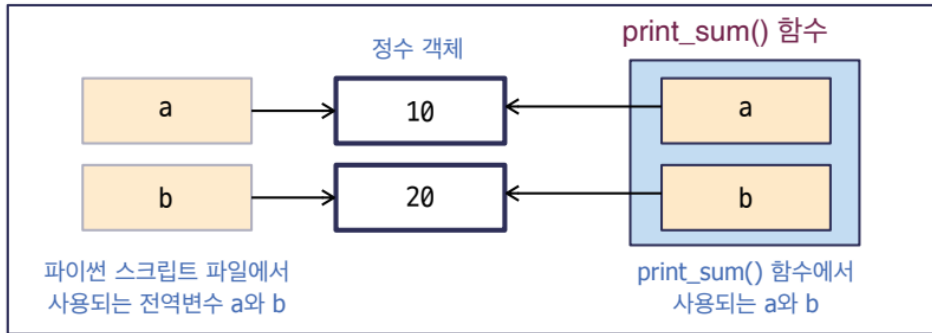 정수 객체
print_sum() 함수
a
10
a
b
20
b
파이썬 스크립트 파일에서
사용되는 전역변수 a와 b
print_sum() 함수에서
사용되는 a와 b